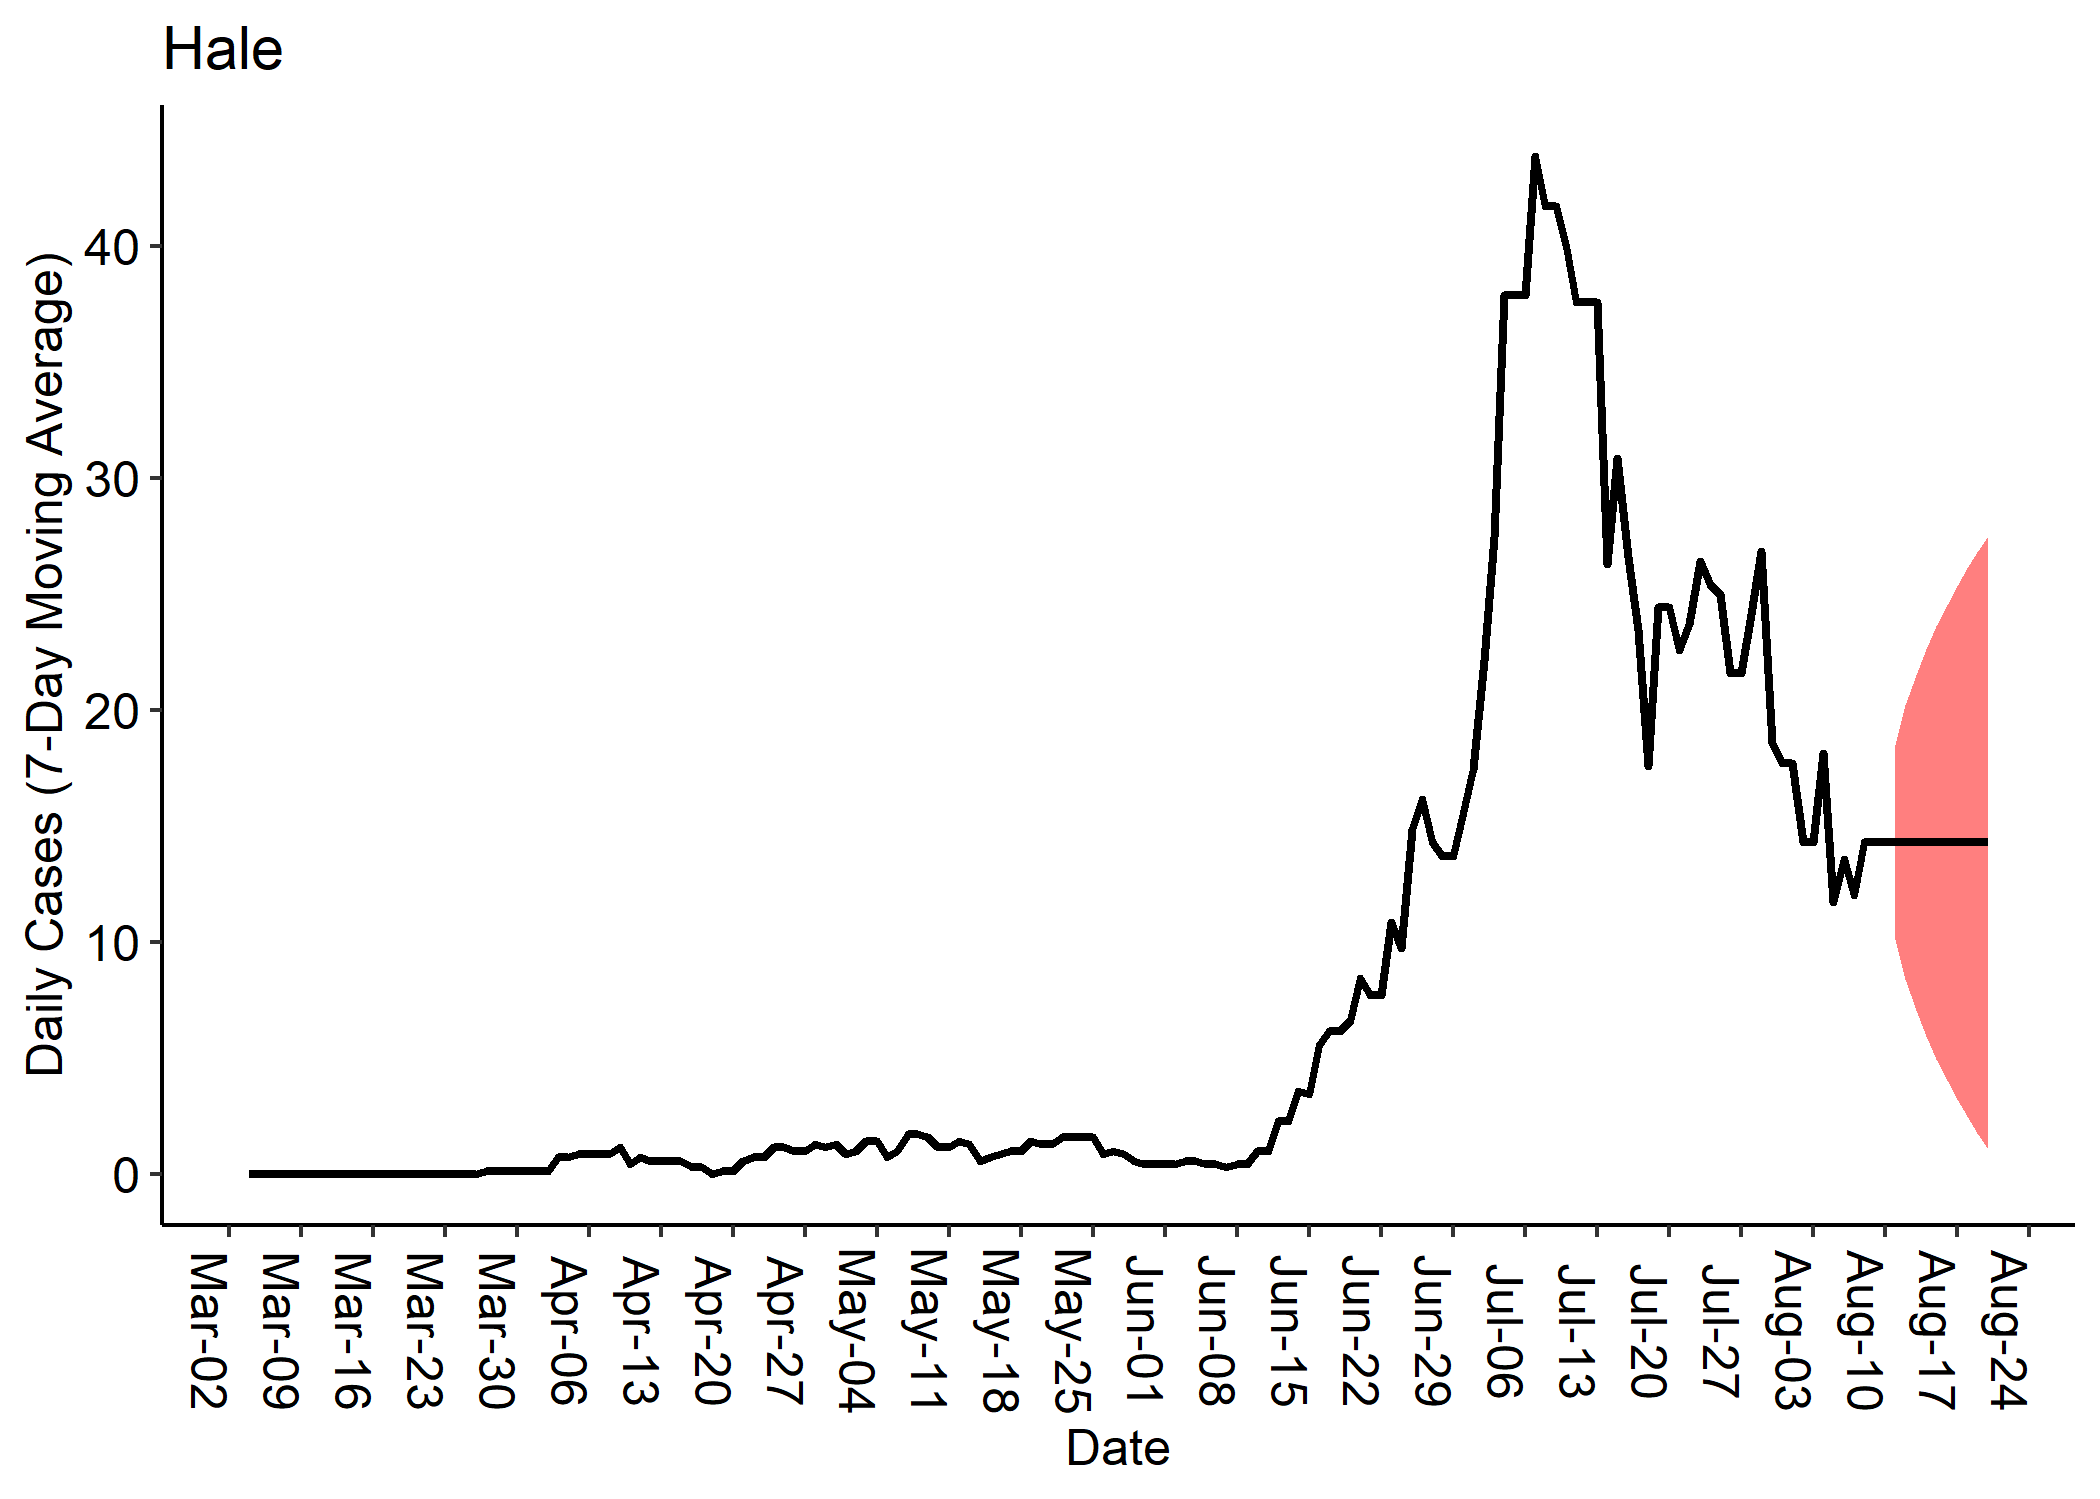 Hale
Daily Cases (7-Day Moving Average)
40
30
20
10
0
Mar-02
Mar-09
Mar-16
Mar-23
Mar-30
Apr-06
Apr-13
Apr-20
Apr-27
May-04
May-11
May-18
May-25
Jun-01
Jun-08
Jun-15
Jun-22
Jun-29
Jul-06
Jul-13
Jul-20
Jul-27
Aug-03
Aug-10
Aug-17
Aug-24
Date